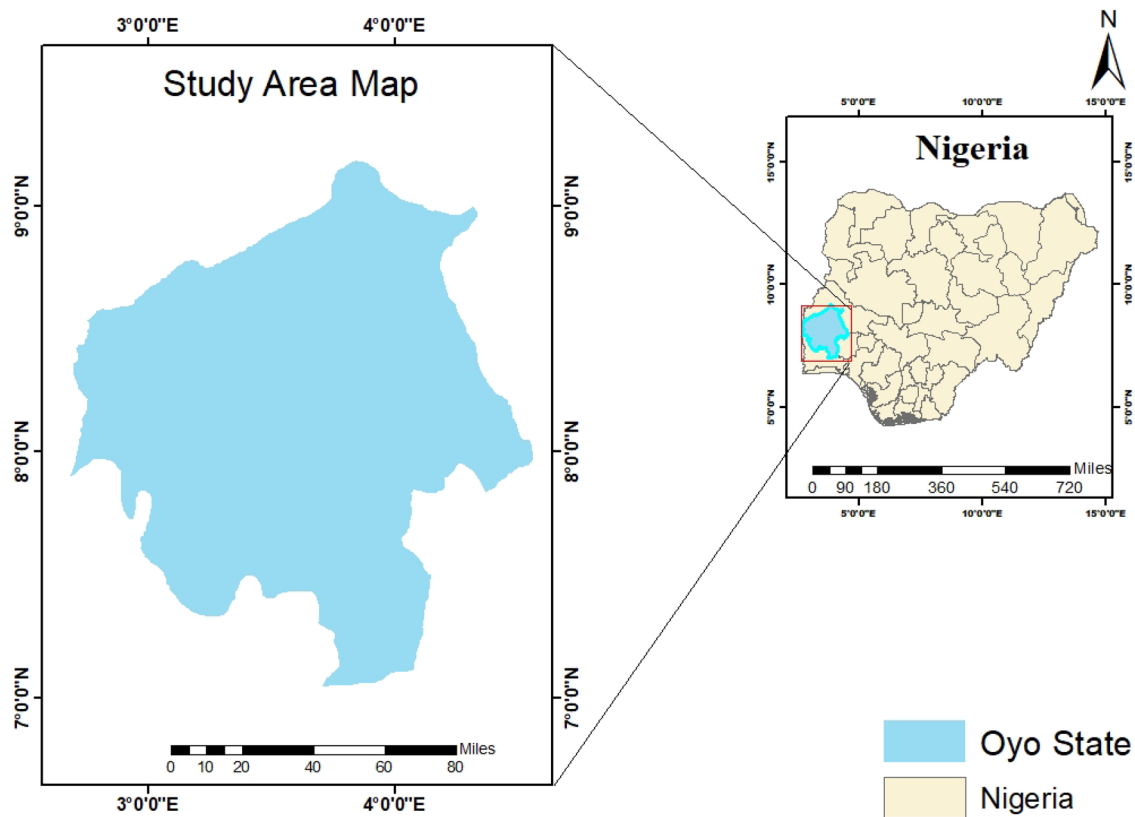 3°0'0"E 4°0'0"E
Study Area Map
9°0'0"N 9°0'0"N
8°0'0"N 8°0'0"N
7°0'0"N 7°0'0"N
Miles
0 10 20 40 60 80
3°0'0"E 4°0'0"E
N
5°0'0"E 10°0'0"E 15°0'0"E
Nigeria
15°0'0"N 15°0'0"N
10°0'0"N 10°0'0"N
5°0'0"N 5°0'0"N
Miles
0 90 180 360 540 720
5°0'0"E 10°0'0"E 15°0'0"E
Oyo State
Nigeria